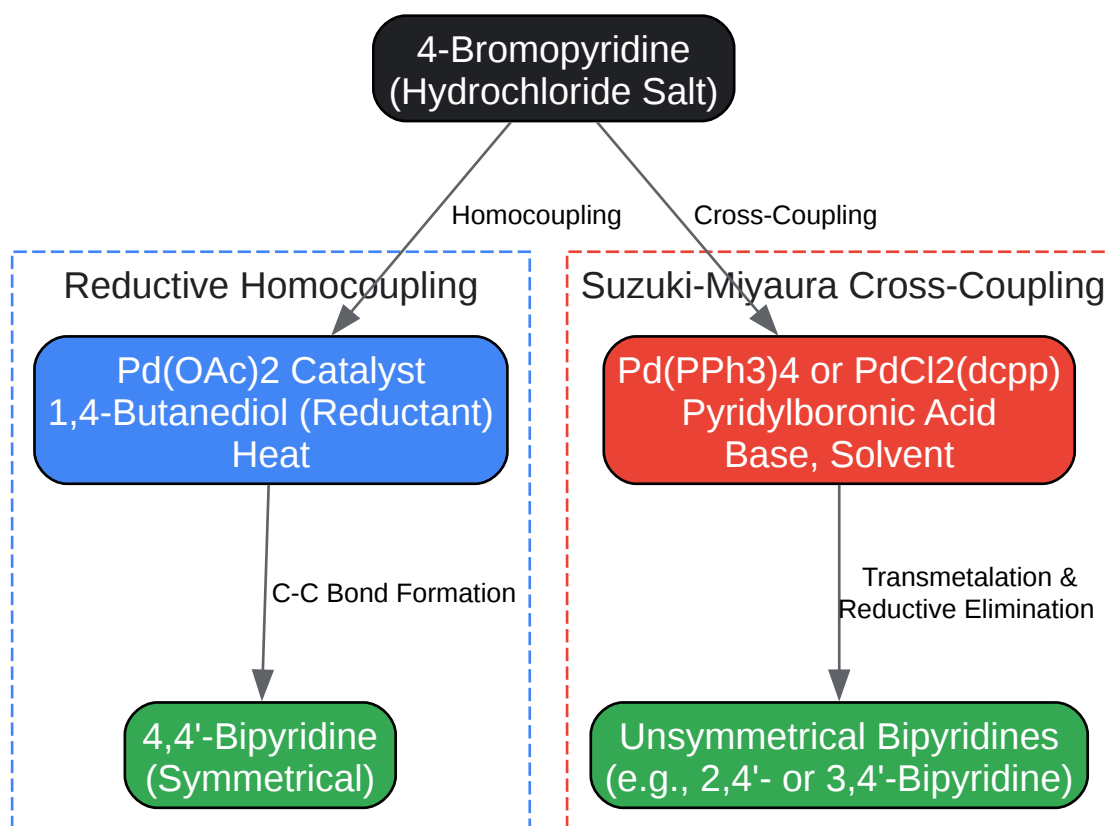 4-Bromopyridine
(Hydrochloride Salt)
Homocoupling
Cross-Coupling
Reductive Homocoupling
Pd(OAc)2 Catalyst
1,4-Butanediol (Reductant)
Heat
C-C Bond Formation
4,4'-Bipyridine
(Symmetrical)
Suzuki-Miyaura Cross-Coupling
Pd(PPh3)4 or PdCl2(dcpp)
Pyridylboronic Acid
Base, Solvent
Transmetalation &
Reductive Elimination
Unsymmetrical Bipyridines
(e.g., 2,4'- or 3,4'-Bipyridine)